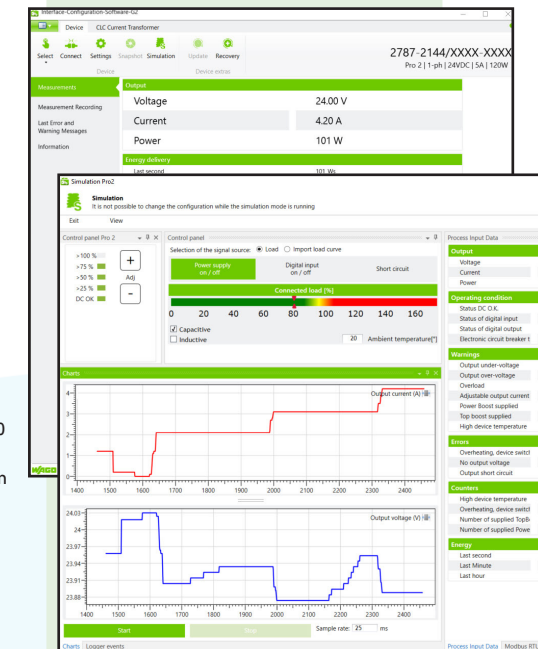 Interface-Configuration-Software-G2
Device
CLC Current Transformer
Select
Connect
Settings
Snapshot
Simulation
Update
Recovery
Device
Device extras
2787-2144/XXXX-XXXX
Pro 2 | 1-ph | 24VDC | 5A | 120W
Measurements
Measurement Recording
Last Error and
Warning Messages
Information
Output
Voltage 24.00 V
Current 4.20 A
Power 101 W
Energy delivery
Last second 101 Ws
WAGO
Simulation Pro2
Simulation
It is not possible to change the configuration while the simulation mode is running
Exit View
Control panel Pro 2
>100 %
>75 %
>50 %
>25 %
DC OK
+
Adj
-
Control panel
Selection of the signal source: Load Import load curve
Power supply
on / off
Digital input
on / off
Short circuit
Connected load [%]
0 20 40 60 80 100 120 140 160
Capacitive
Inductive
20 Ambient temperature[°]
Charts
Output current (A)
4
3
2
1
0
1400 1500 1600 1700 1800 1900 2000 2100 2200 2300 2400
Output voltage (V)
24.03
24
23.97
23.94
23.91
23.88
1400 1500 1600 1700 1800 1900 2000 2100 2200 2300 2400
Start
Stop
Sample rate: 25 ms
Charts Logger events
Process Input Data
Output
Voltage
Current
Power
Operating condition
Status DC O.K.
Status of digital input
Status of digital output
Electronic circuit breaker t
Warnings
Output under-voltage
Output over-voltage
Overload
Adjustable output current
Power Boost supplied
Top boost supplied
High device temperature
Errors
Overheating, device switch
No output voltage
Output short circuit
Counters
High device temperature
Overheating, device switch
Number of supplied TopB
Number of supplied Powe
Energy
Last second
Last Minute
Last hour
Process Input Data Modbus RTU